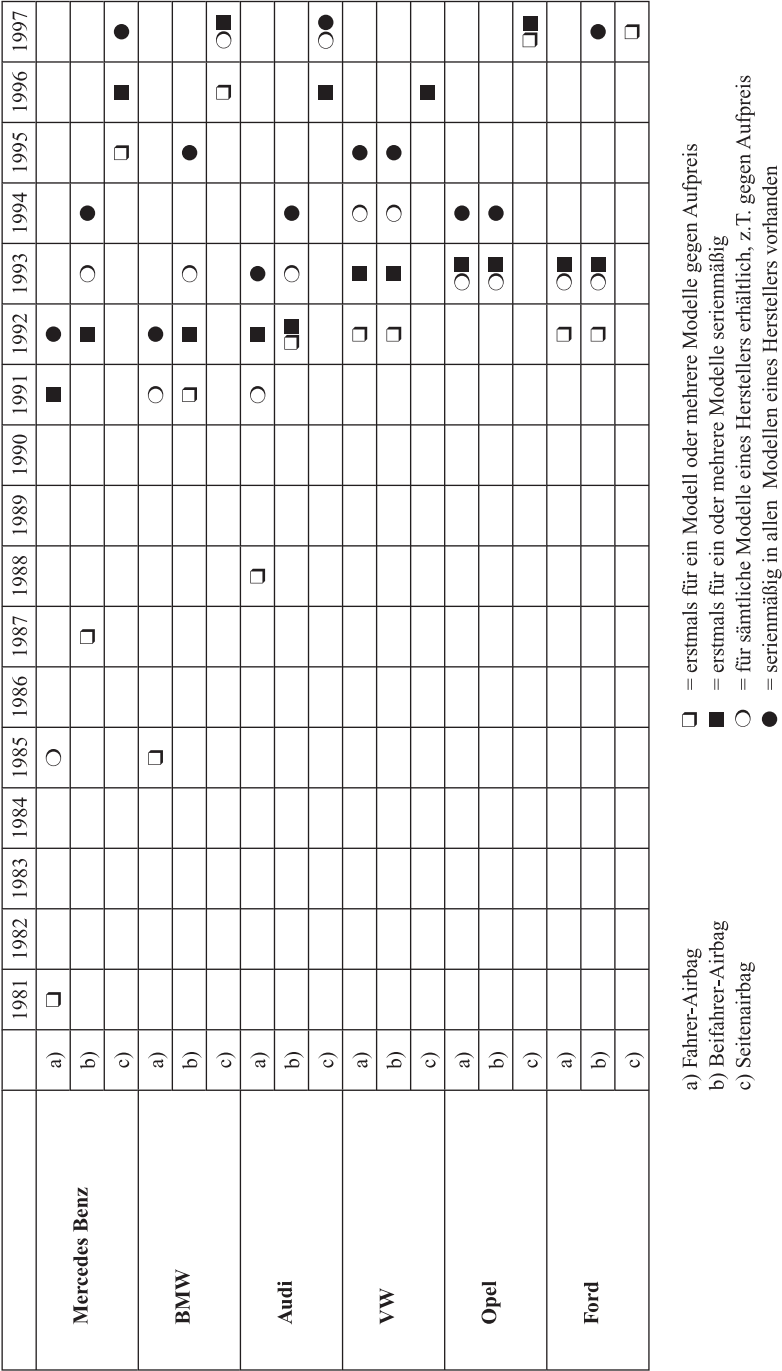 1981 1982 1983 1984 1985 1986 1987 1988 1989 1990 1991 1992 1993 1994 1995 1996 1997
Mercedes Benz
a) ❒ ❍ ■ ●
b) ❒ ■ ❍ ●
c) ❒ ■ ●
BMW
a) ❒ ❍ ●
b) ❒ ■ ❍ ●
c) ❒ ❍ ■
Audi
a) ❒ ❍ ■ ●
b) ❒ ■ ❍ ●
c) ■ ❍ ●
VW
a) ❒ ■ ❍ ●
b) ❒ ■ ❍ ●
c) ■
Opel
a) ❍ ■ ●
b) ❍ ■ ●
c) ❒ ■
Ford
a) ❒ ❍ ■
b) ❒ ❍ ■ ●
c) ❒
a) Fahrer-Airbag
b) Beifahrer-Airbag
c) Seitenairbag
❒ = erstmals für ein Modell oder mehrere Modelle gegen Aufpreis
■ = erstmals für ein oder mehrere Modelle serienmäßig
❍ = für sämtliche Modelle eines Herstellers erhältlich, z.T. gegen Aufpreis
● = serienmäßig in allen Modellen eines Herstellers vorhanden